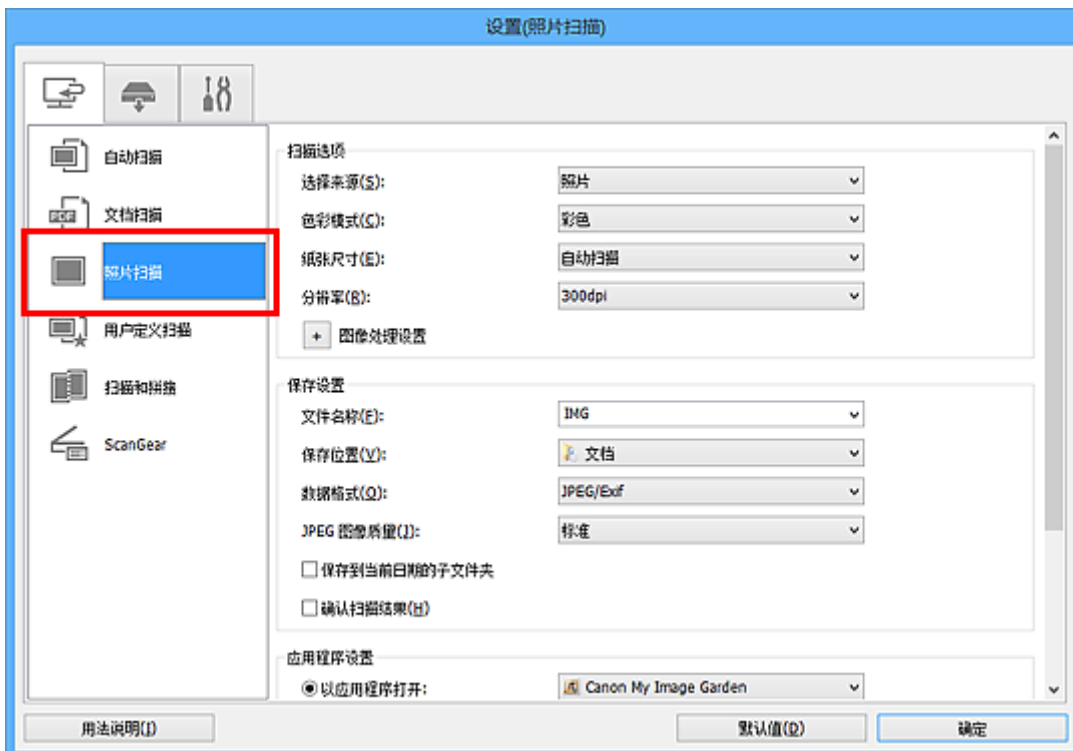 设置(照片扫描)
自动扫描
PDF
文档扫描
照片扫描
用户定义扫描
扫描和拼接
ScanGear
扫描选项
选择来源(S):
照片
色彩模式(C):
彩色
纸张尺寸(E):
自动扫描
分辨率(R):
300dpi
+ 图像处理设置
保存设置
文件名称(F):
IMG
保存位置(V):
文档
数据格式(O):
JPEG/Exif
JPEG 图像质量(J):
标准
保存到当前日期的子文件夹
确认扫描结果(H)
应用程序设置
以应用程序打开:
Canon My Image Garden
用法说明(I)
默认值(D)
确定